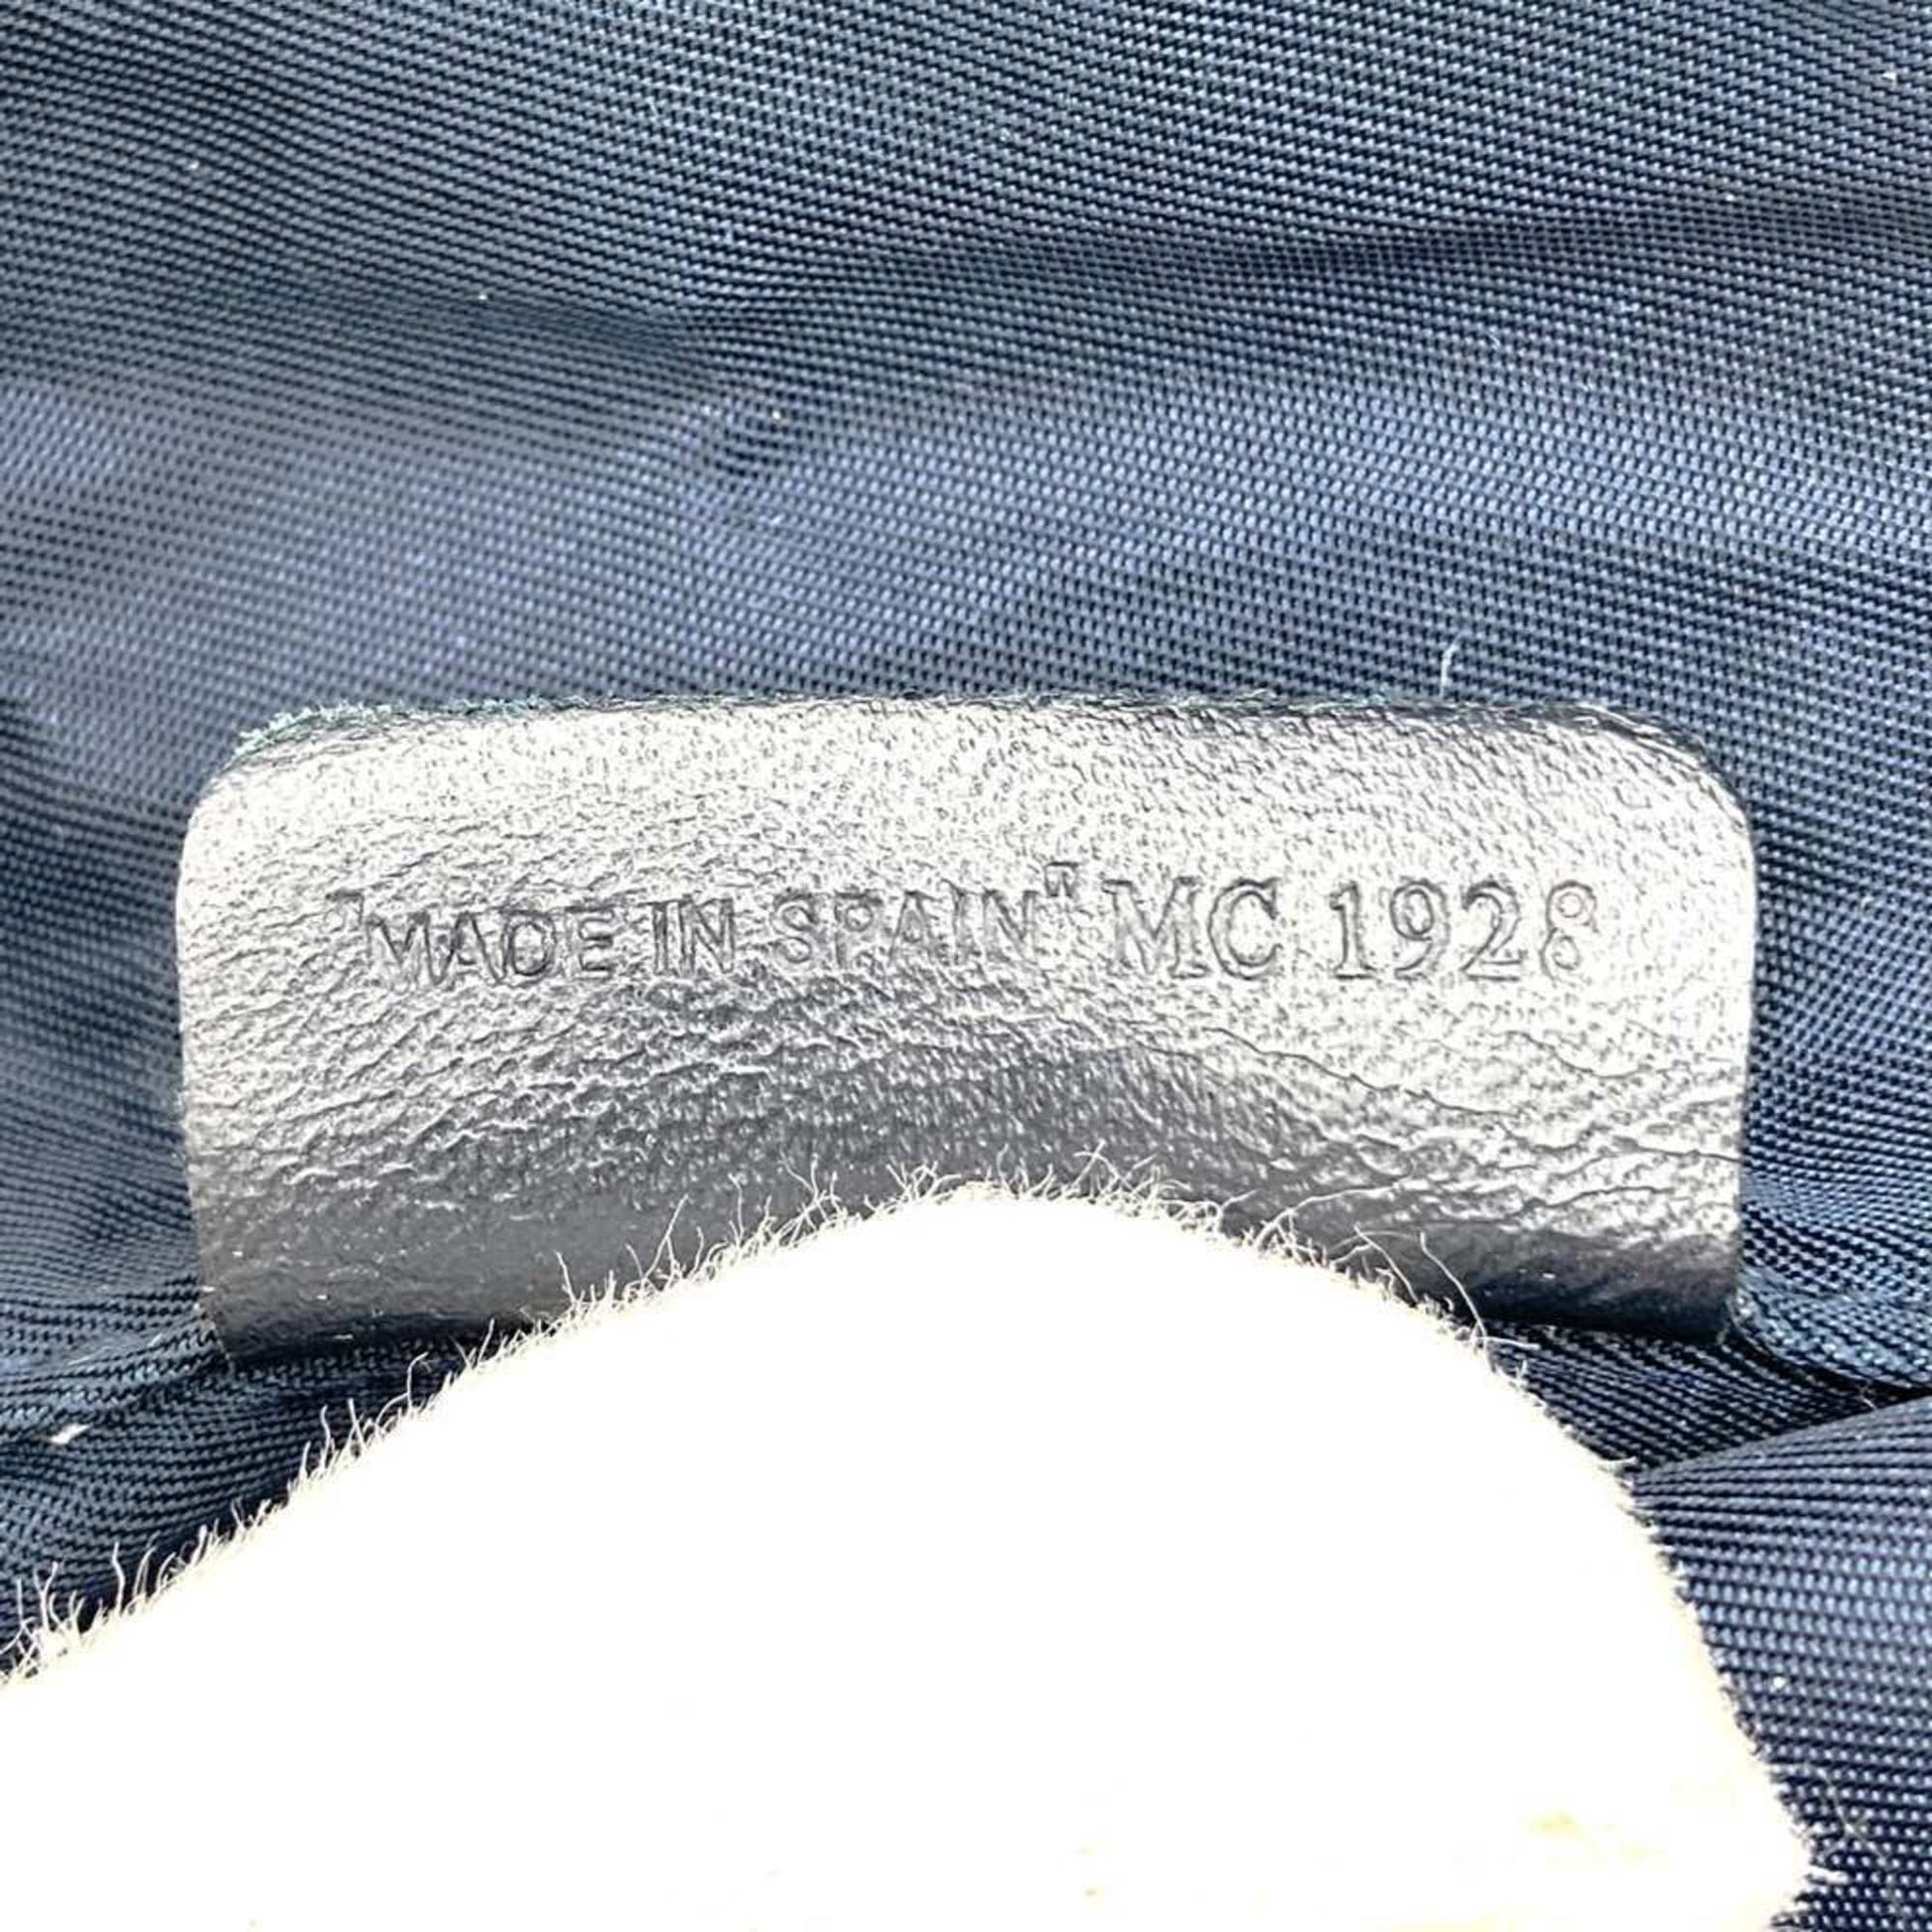 "MADE IN SPAIN" MC 1928